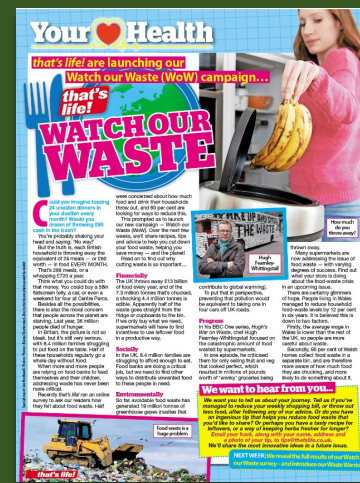 Your Health
that's life! are launching our
Watch our Waste (WoW) campaign...
that's
life!
WATCH OUR
WASTE
Could you imagine tossing
24 uneaten dinners in
your dustbin every
month? Would you
dream of throwing £60
cash in the trash?
You're probably shaking your
head and saying: 'No way!'
But the truth is, each British
household is throwing away the
equivalent of 24 meals — or £60
worth — in food EVERY MONTH.
That's 288 meals, or a
whopping £720 a year.
Think what you could do with
that money. You could buy a
flatscreen telly, a car, or even a
weekend for four at Centre Parcs.
Besides all the possibilities,
there is also the moral concern
that people across the planet are
starving. Last year, 36 million
people died of hunger.
In Britain, the picture is not so
bleak, but it's still very serious,
with 6.4 million families struggling
to put food on the table. A
these households regularly go a
whole day without food.
When more and more people
are relying on food banks to feed
themselves and their children,
addressing waste has never been
more critical.
Recently that's life! ran an online
survey to ask our readers how
they felt about food waste. Half
were concerned about how much
food and drink their households
throw out, and 80 per cent are
looking for ways to reduce this.
This prompted us to launch
our new campaign — Watch our
Waste (WoW). Over the next few
weeks, we'll share readers' stories
and advice to help you cut down
your food waste, helping you
save money — and the planet!
Read on to find out why
cutting waste is so important...
Financially
The UK throws away £13 billion
of food every year, and of the
7.3 million tonnes that's chucked,
a shocking 4.4 million tonnes is
edible. Apparently half of the
waste goes straight from the
fridge or cupboards to the bin.
If we only buy what we need,
supermarkets will have to find
incentives to use leftover food
in a productive way.
Socially
In the UK, 6.4 million families are
struggling to afford enough to eat.
Food banks are doing a critical
job, but we need to find other
ways to distribute unwanted food
to these people in need.
Environmentally
So far, avoidable food waste has
generated 19 million tonnes of
greenhouse gases (nasties that
Food waste is a
huge problem
Hugh
Fearnley-
Whittingstall
How much
do you
throw away?
contribute to global warming).
To put that in perspective,
preventing that pollution would
be equivalent to taking one in
four cars off UK roads.
Progress
In his BBC One series, Hugh's
War on Waste, chef Hugh
Fearnley-Whittingstall focused on
the catastrophic amount of food
waste in Britain.
In one episode, he criticised
them for only selling fruit and veg
that looked perfect, which
resulted in millions of pounds
worth of 'wonky' groceries being
thrown away.
Many supermarkets are
now addressing the issue of
food waste — with varying
degrees of success. Find out
what your store is doing
about the food-waste crisis
in an upcoming issue.
There are certainly glimmers
of hope. People living in Wales
managed to reduce household
food-waste levels by 12 per cent
in six years. It is believed this is
down to two factors.
Firstly, the average wage in
Wales is lower than the rest of
the UK, so people are more
careful about waste.
Secondly, 99 per cent of Welsh
homes collect food waste in a
separate bin, and are therefore
more aware of how much food
they are chucking, and more
likely to do something about it.
We want to hear from you...
We want you to tell us about your journey. Tell us if you've
managed to reduce your weekly shopping bill, or throw out
less food, after following any of our advice. Or do you have
an ingenious tip that helps you reduce food waste that
you'd like to share? Or perhaps you have a tasty recipe for
leftovers, or a way of keeping herbs fresher for longer?
Email your hack, along with your name, address and
a photo of your tip, to tips@thatslife.co.uk.
We'll share the most innovative ideas in a future issue.
NEXT WEEK: We reveal the full results of our Watch
our Waste survey - and introduce our Waste Warriors
that's life!